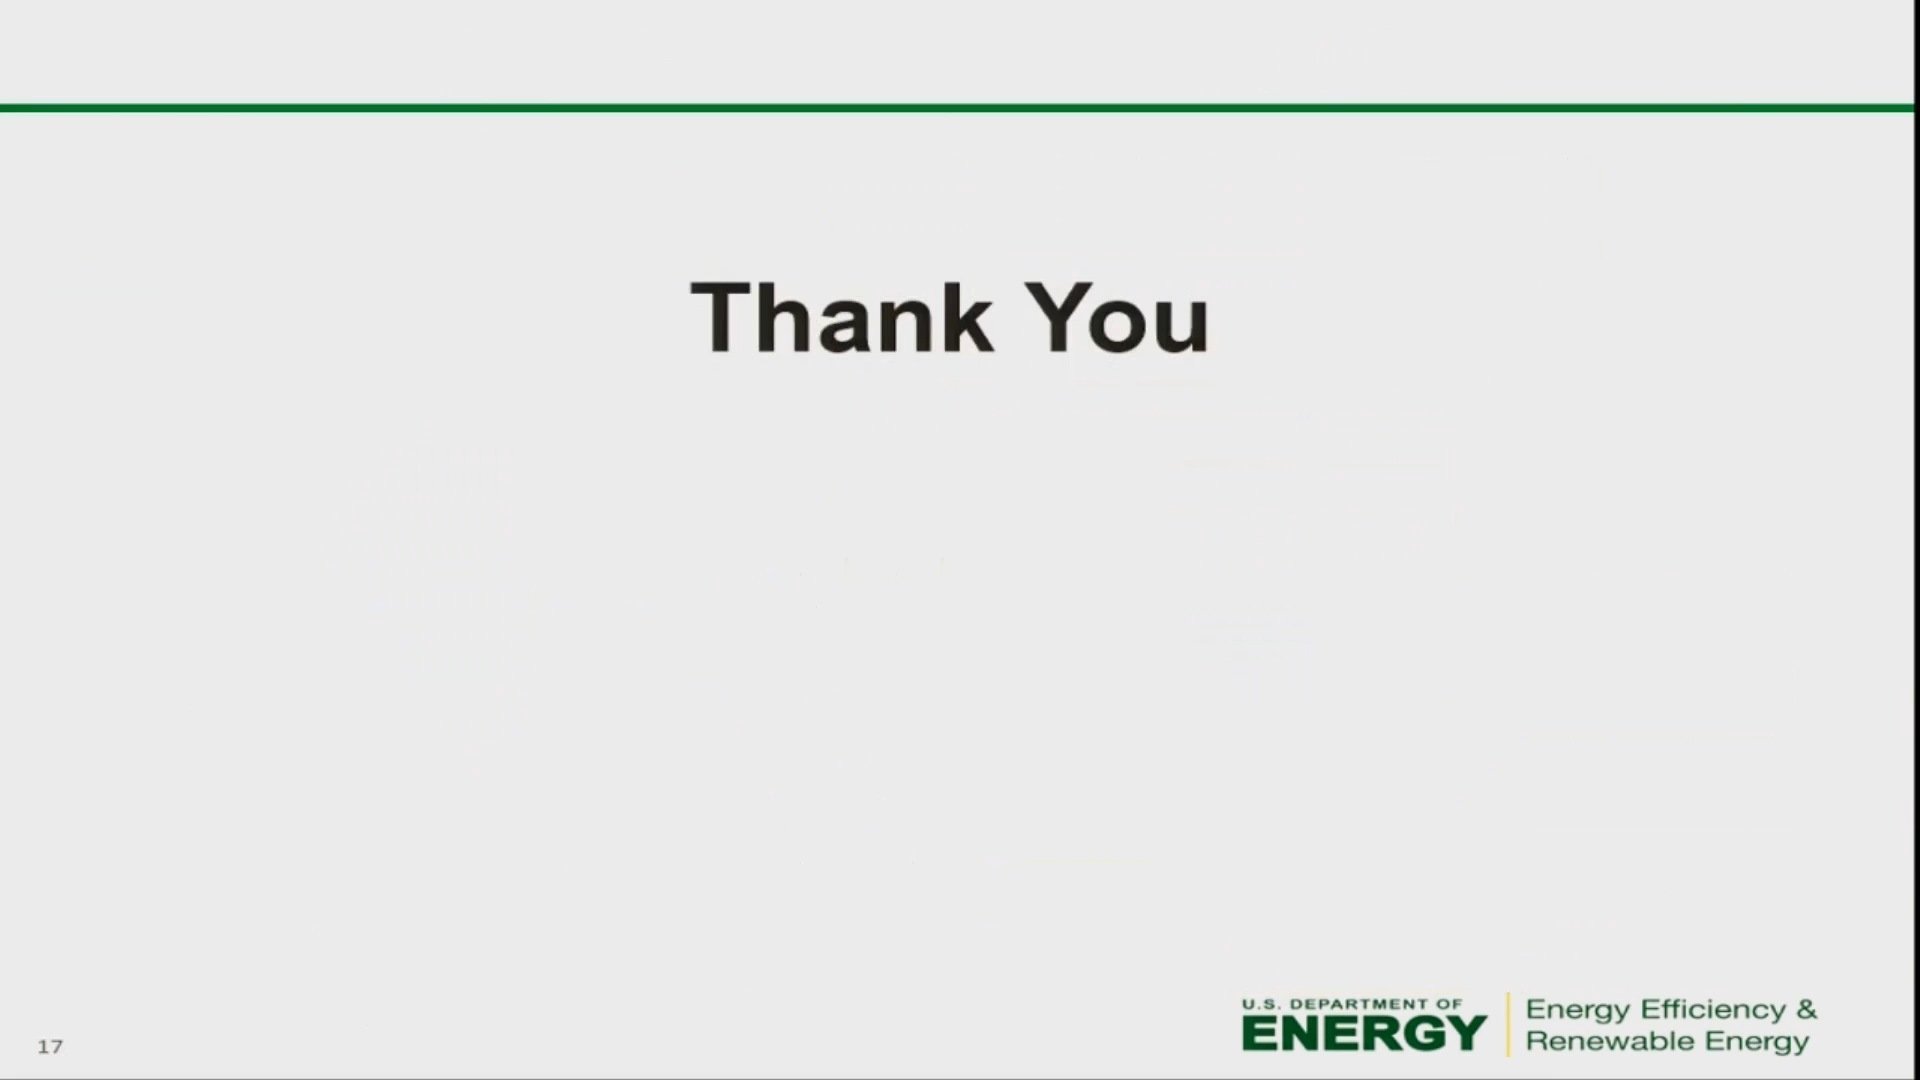 Thank You
17
U.S. DEPARTMENT OF
ENERGY
Energy Efficiency &
Renewable Energy